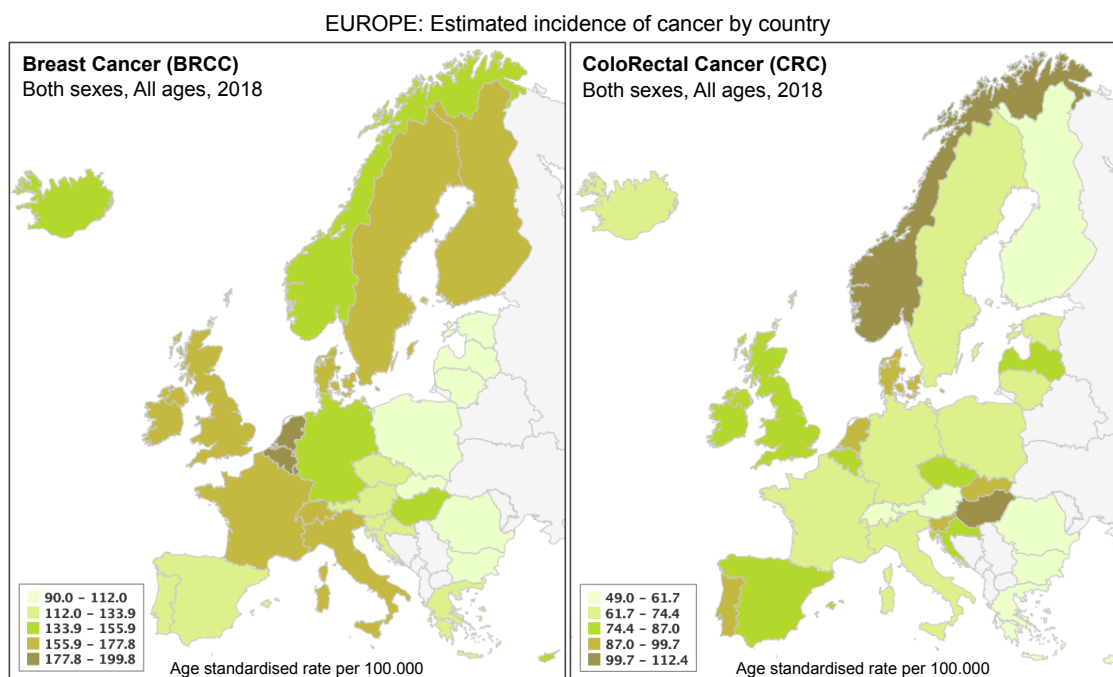 EUROPE: Estimated incidence of cancer by country
Breast Cancer (BRCC)
Both sexes, All ages, 2018
90.0 – 112.0
112.0 – 133.9
133.9 – 155.9
155.9 – 177.8
177.8 – 199.8
Age standardised rate per 100.000
ColoRectal Cancer (CRC)
Both sexes, All ages, 2018
49.0 – 61.7
61.7 – 74.4
74.4 – 87.0
87.0 – 99.7
99.7 – 112.4
Age standardised rate per 100.000